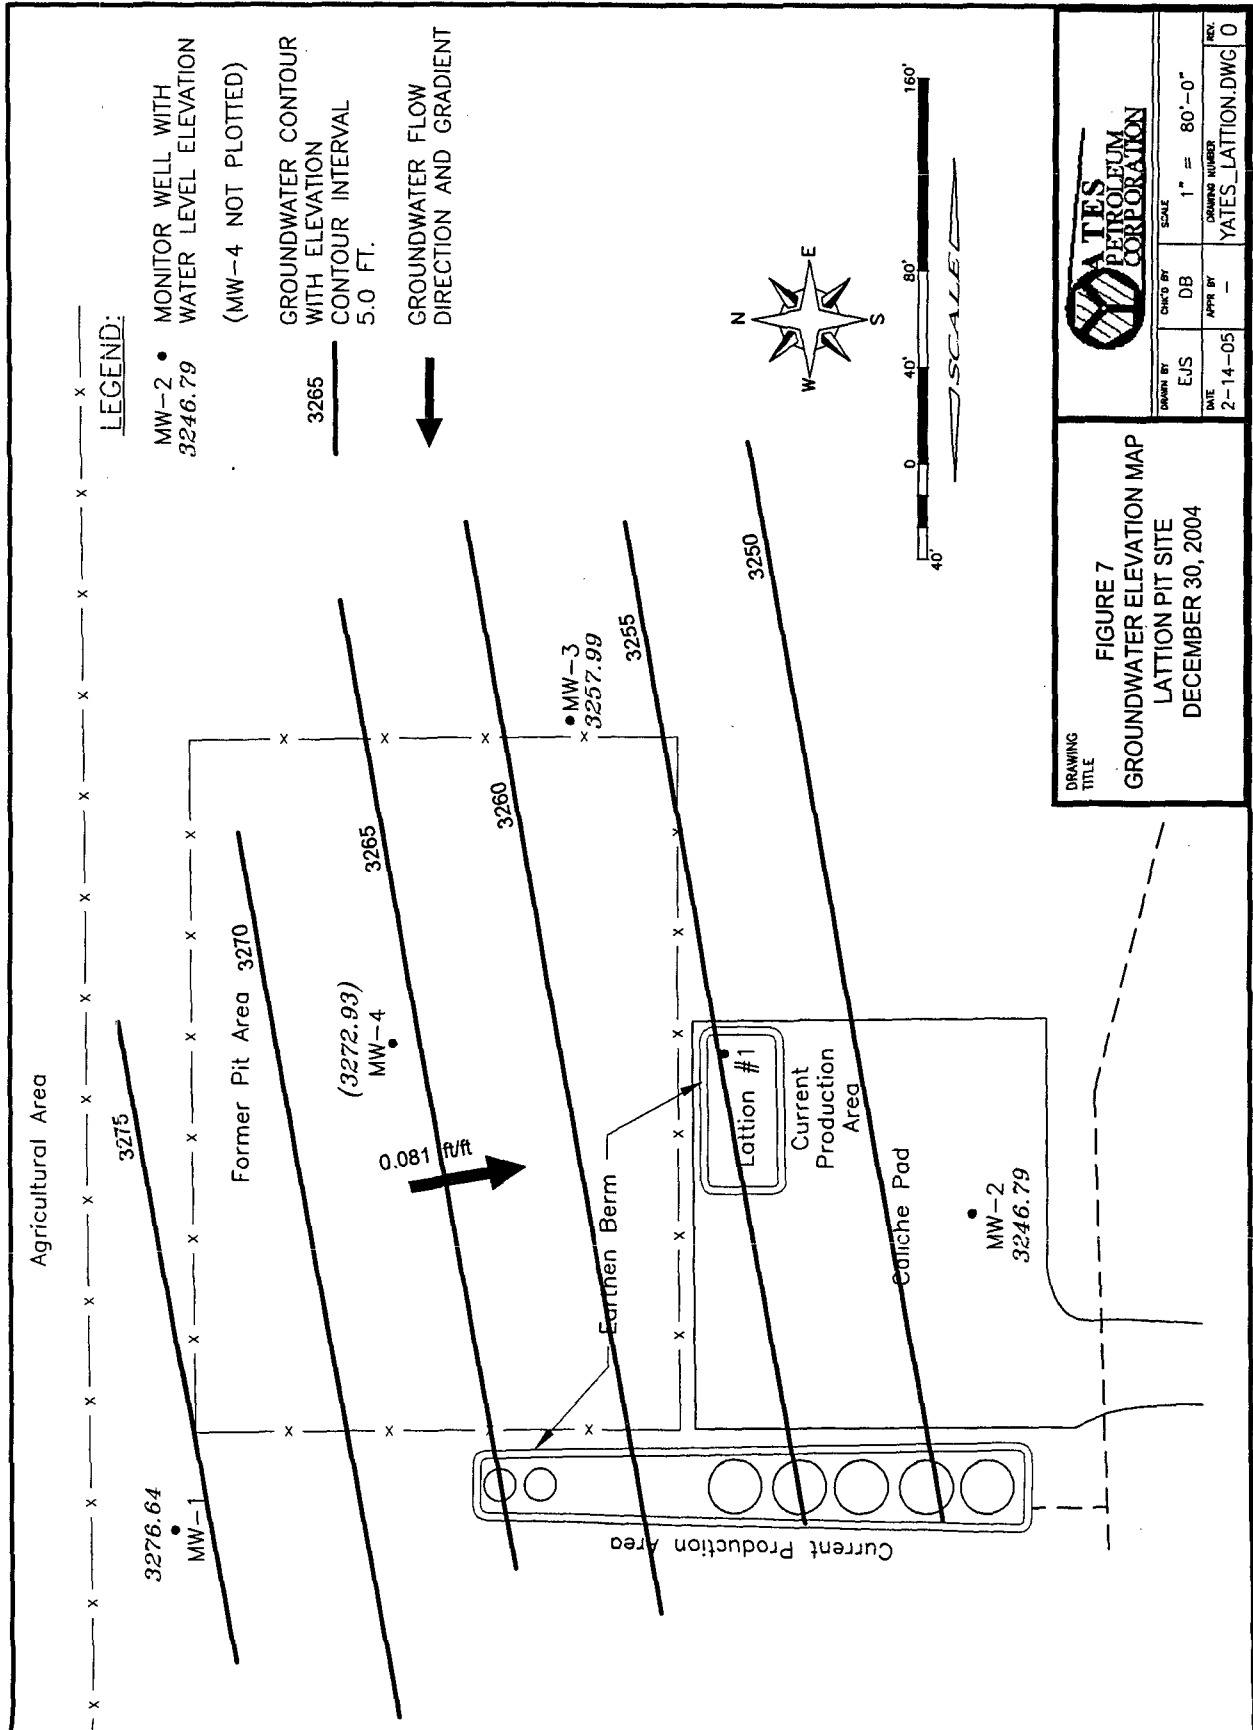 Agricultural Area
LEGEND:
MW-2 • MONITOR WELL WITH
3246.79 WATER LEVEL ELEVATION
(MW-4 NOT PLOTTED)
3265 GROUNDWATER CONTOUR
WITH ELEVATION
CONTOUR INTERVAL
5.0 FT.
GROUNDWATER FLOW
DIRECTION AND GRADIENT
3276.64
MW-1
3275
Former Pit Area
3270
(3272.93)
MW-4
3265
0.081 ft/ft
3260
MW-3
3257.99
3255
3250
Earthen Berm
Lattion #1
Current
Production
Area
Caliche Pad
MW-2
3246.79
Current Production Area
N
E
S
W
40'
0
40'
80'
160'
SCALE
DRAWING
TITLE
FIGURE 7
GROUNDWATER ELEVATION MAP
LATTION PIT SITE
DECEMBER 30, 2004
YATES
PETROLEUM
CORPORATION
DRAWN BY
EJS
CHK'D BY
DB
SCALE
1" = 80'-0"
DATE
2-14-05
APPR BY
–
DRAWING NUMBER
YATES_LATTION.DWG
REV.
0